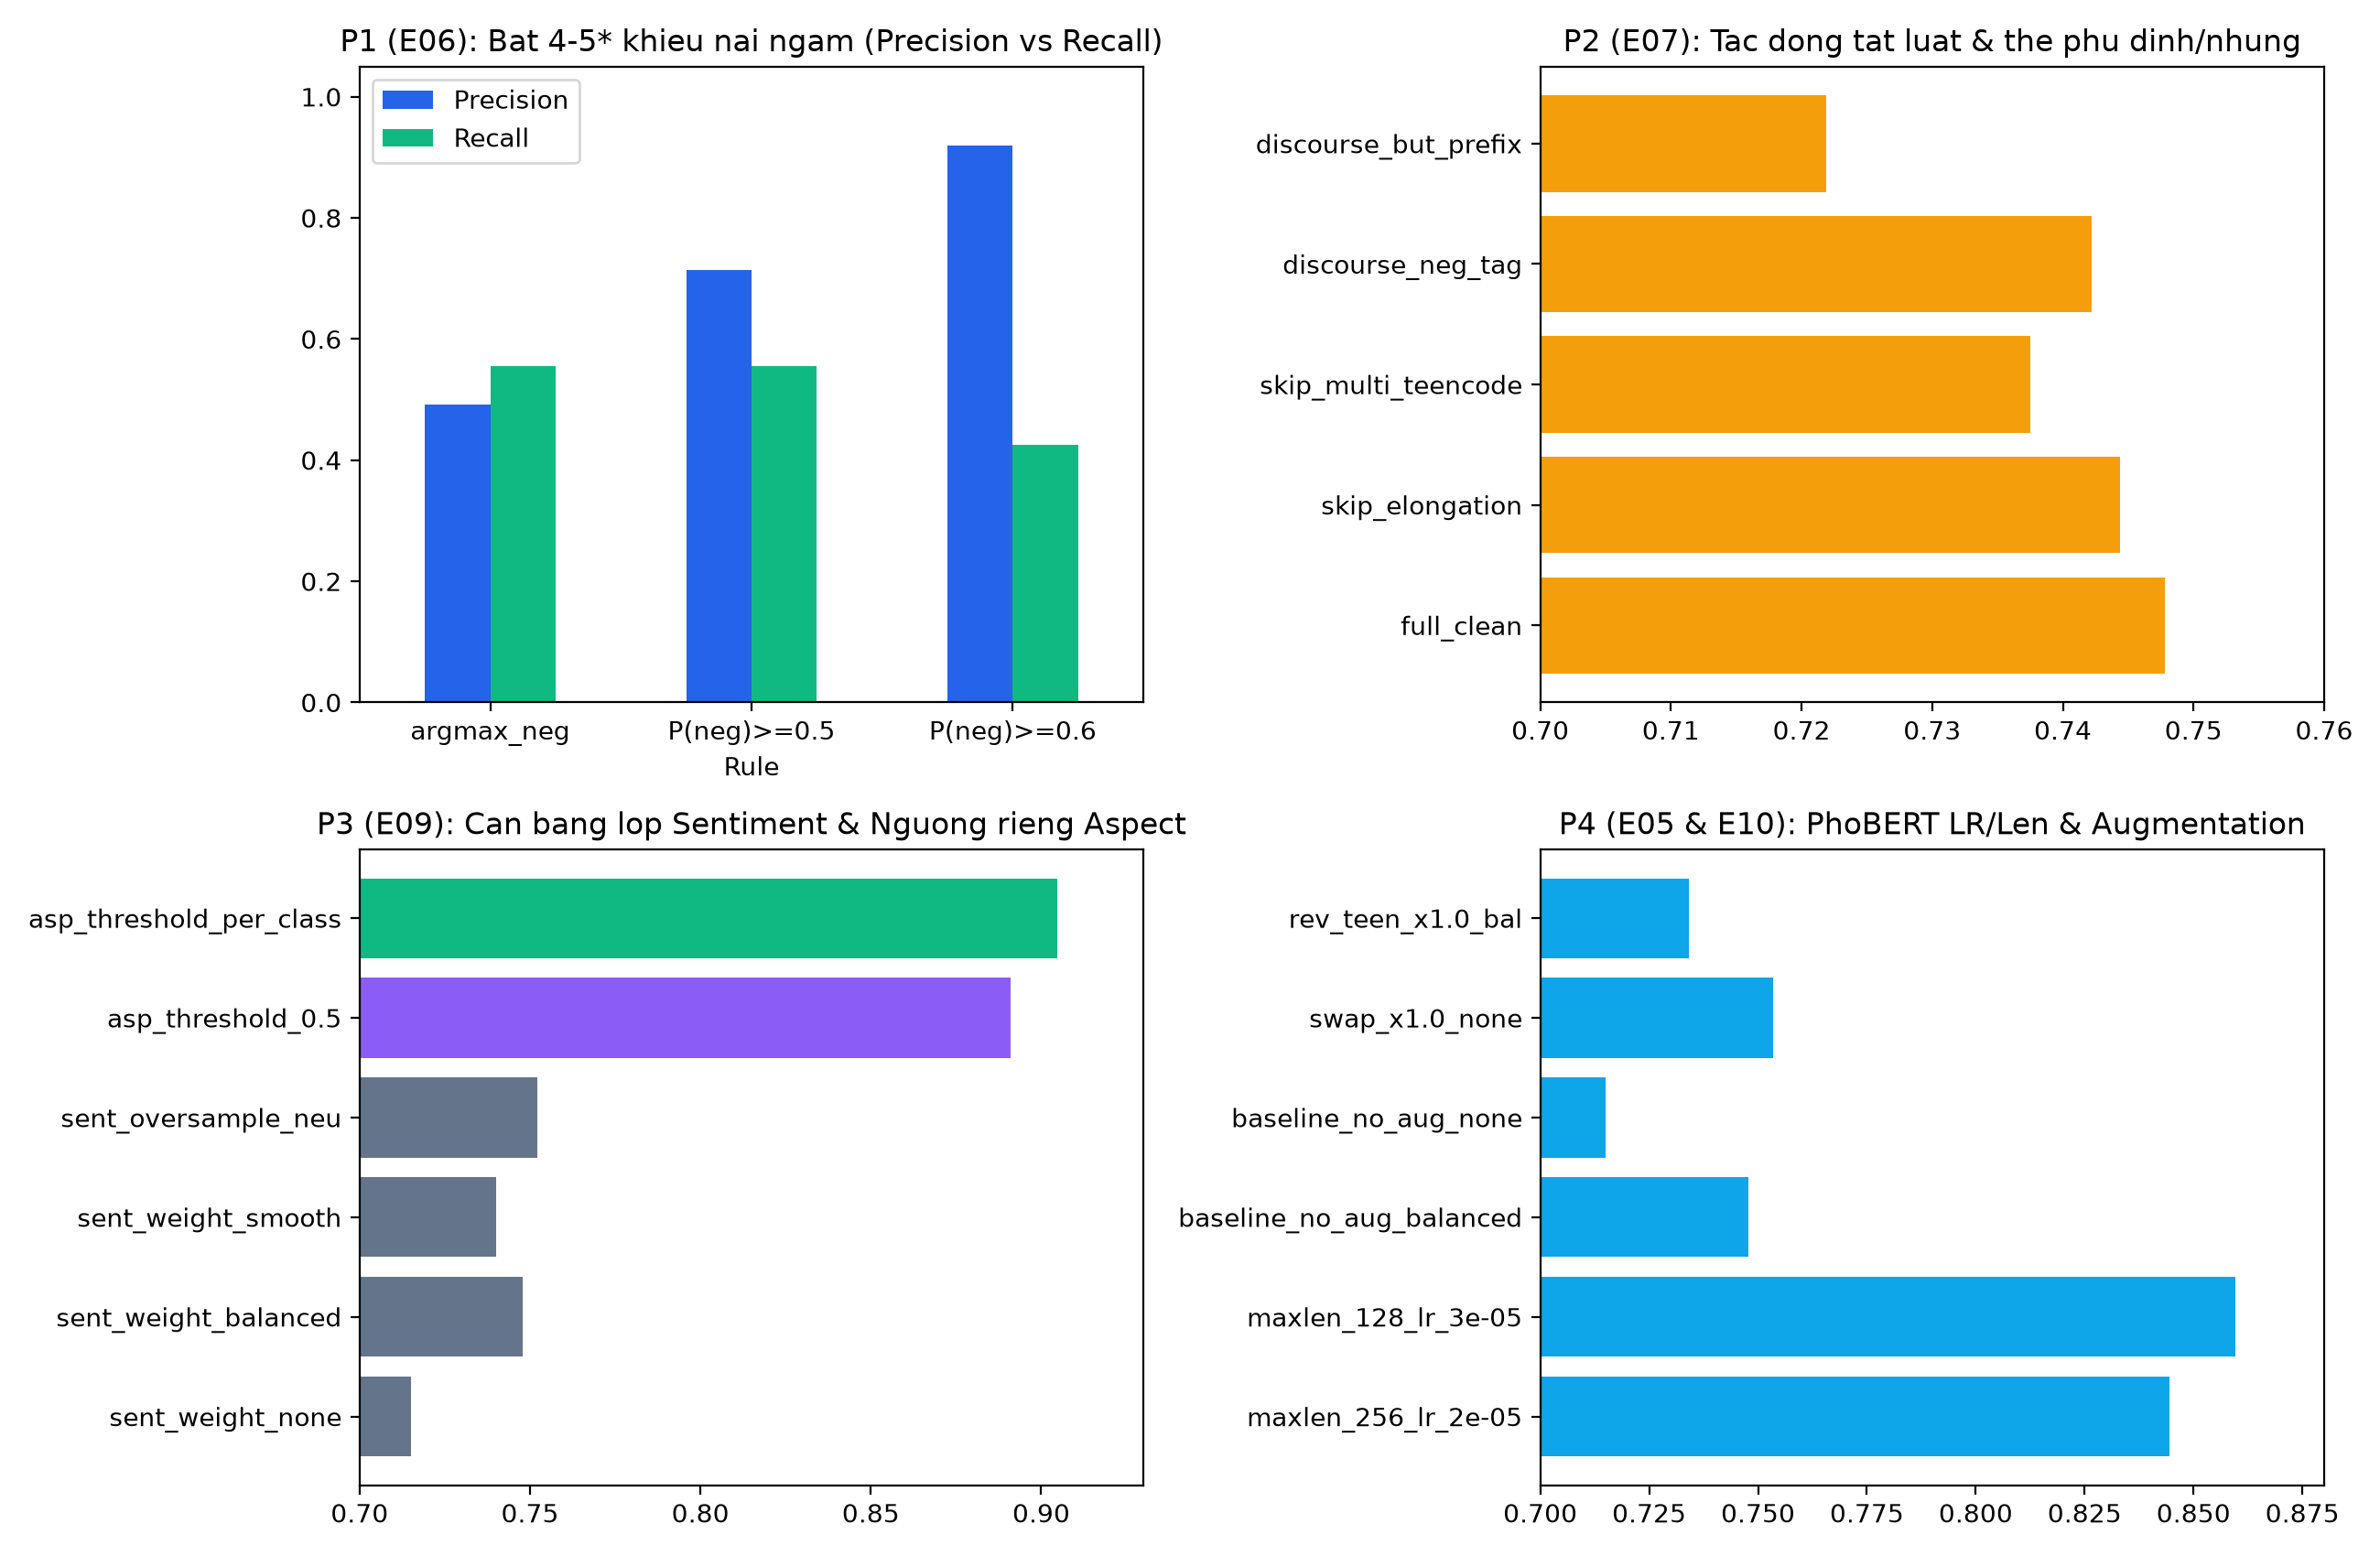 P1 (E06): Bat 4-5* khieu nai ngam (Precision vs Recall)
Precision
Recall
1.0
0.8
0.6
0.4
0.2
0.0
argmax_neg
P(neg)>=0.5
P(neg)>=0.6
Rule
P2 (E07): Tac dong tat luat & the phu dinh/nhung
discourse_but_prefix
discourse_neg_tag
skip_multi_teencode
skip_elongation
full_clean
0.70
0.71
0.72
0.73
0.74
0.75
0.76
P3 (E09): Can bang lop Sentiment & Nguong rieng Aspect
asp_threshold_per_class
asp_threshold_0.5
sent_oversample_neu
sent_weight_smooth
sent_weight_balanced
sent_weight_none
0.70
0.75
0.80
0.85
0.90
P4 (E05 & E10): PhoBERT LR/Len & Augmentation
rev_teen_x1.0_bal
swap_x1.0_none
baseline_no_aug_none
baseline_no_aug_balanced
maxlen_128_lr_3e-05
maxlen_256_lr_2e-05
0.700
0.725
0.750
0.775
0.800
0.825
0.850
0.875